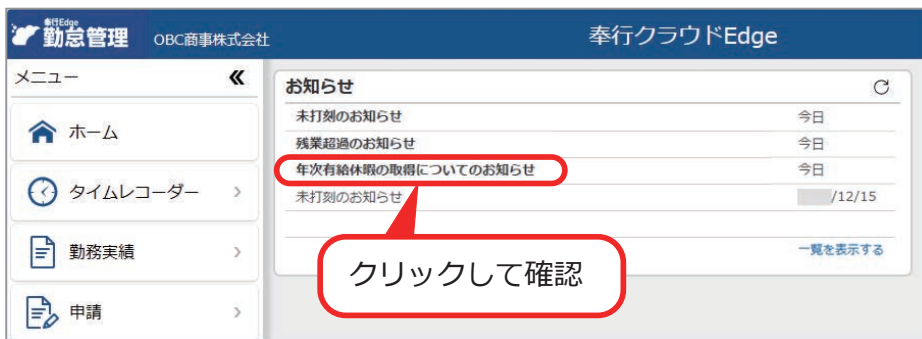 奉行Edge
勤怠管理 OBC商事株式会社 奉行クラウドEdge
メニュー
ホーム
タイムレコーダー
勤務実績
申請
お知らせ
未打刻のお知らせ 今日
残業超過のお知らせ 今日
年次有給休暇の取得についてのお知らせ 今日
未打刻のお知らせ /12/15
一覧を表示する
クリックして確認